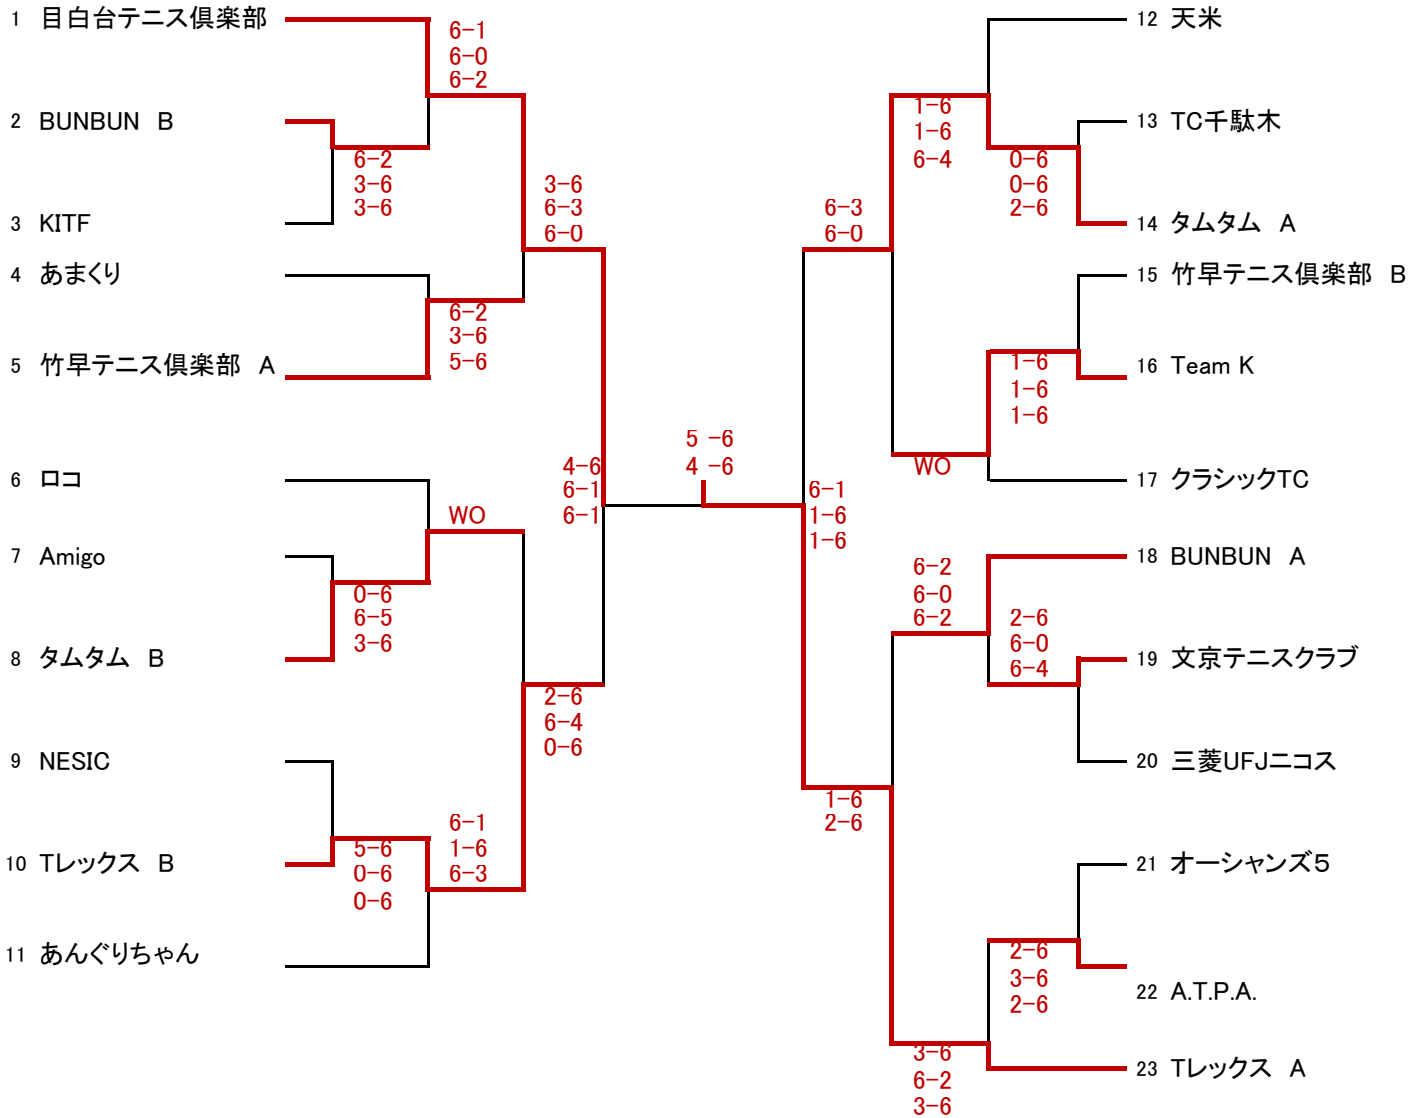 1 目白台テニス倶楽部
2 BUNBUN B
3 KITF
4 あまくり
5 竹早テニス倶楽部 A
6 ロコ
7 Amigo
8 タムタム B
9 NESIC
10 Tレックス B
11 あんぐりちゃん
6-2
3-6
3-6
0-6
6-5
3-6
5-6
0-6
0-6
6-1
6-0
6-2
6-2
3-6
5-6
WO
6-1
1-6
6-3
3-6
6-3
6-0
2-6
6-4
0-6
4-6
6-1
6-1
5 -6
4 -6
6-1
1-6
1-6
6-3
6-0
1-6
2-6
1-6
1-6
6-4
WO
6-2
6-0
6-2
3-6
6-2
3-6
0-6
0-6
2-6
1-6
1-6
1-6
2-6
6-0
6-4
2-6
3-6
2-6
12 天米
13 TC千駄木
14 タムタム A
15 竹早テニス倶楽部 B
16 Team K
17 クラシックTC
18 BUNBUN A
19 文京テニスクラブ
20 三菱UFJニコス
21 オーシャンズ5
22 A.T.P.A.
23 Tレックス A